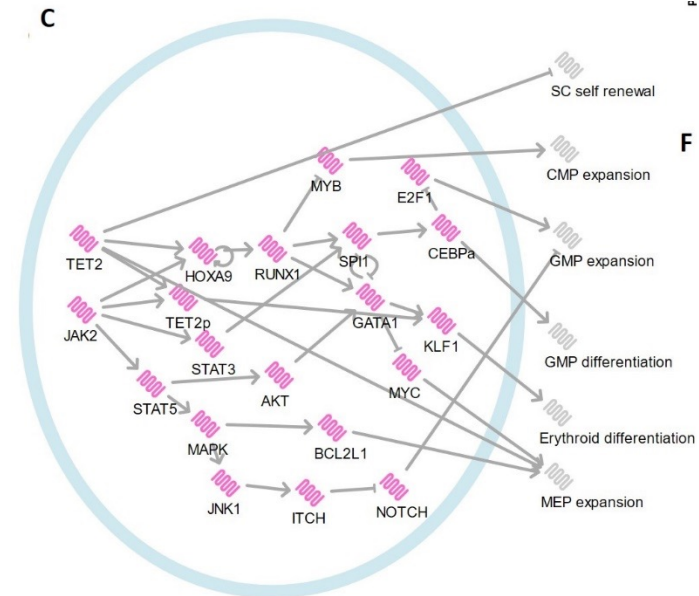 C
SC self renewal
F
MYB
CMP expansion
E2F1
TET2
HOXA9
RUNX1
SPI1
CEBPa
GMP expansion
JAK2
TET2p
GATA1
KLF1
STAT3
GMP differentiation
STAT5
AKT
MYC
MAPK
BCL2L1
Erythroid differentiation
JNK1
ITCH
NOTCH
MEP expansion